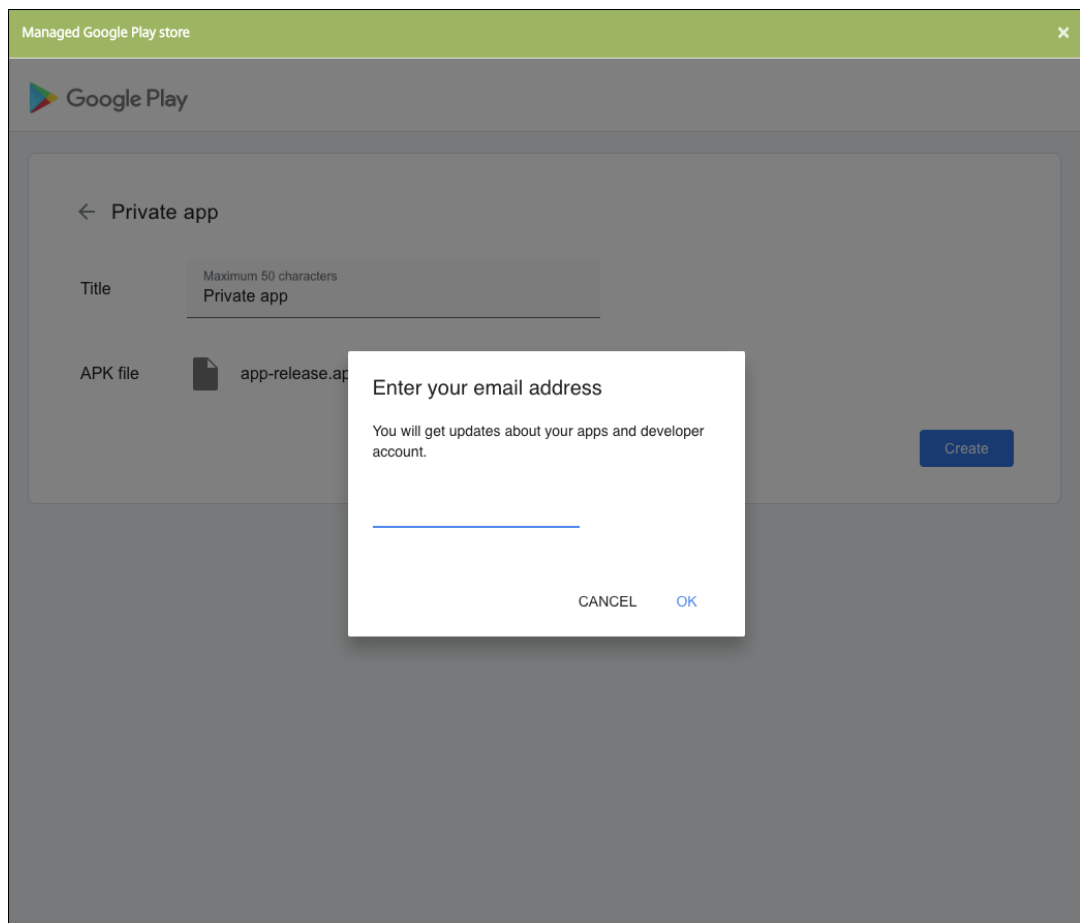 Managed Google Play store
Google Play
Private app
Title
Maximum 50 characters
Private app
APK file
app-release.ap
Enter your email address
You will get updates about your apps and developer
account.
Create
CANCEL OK